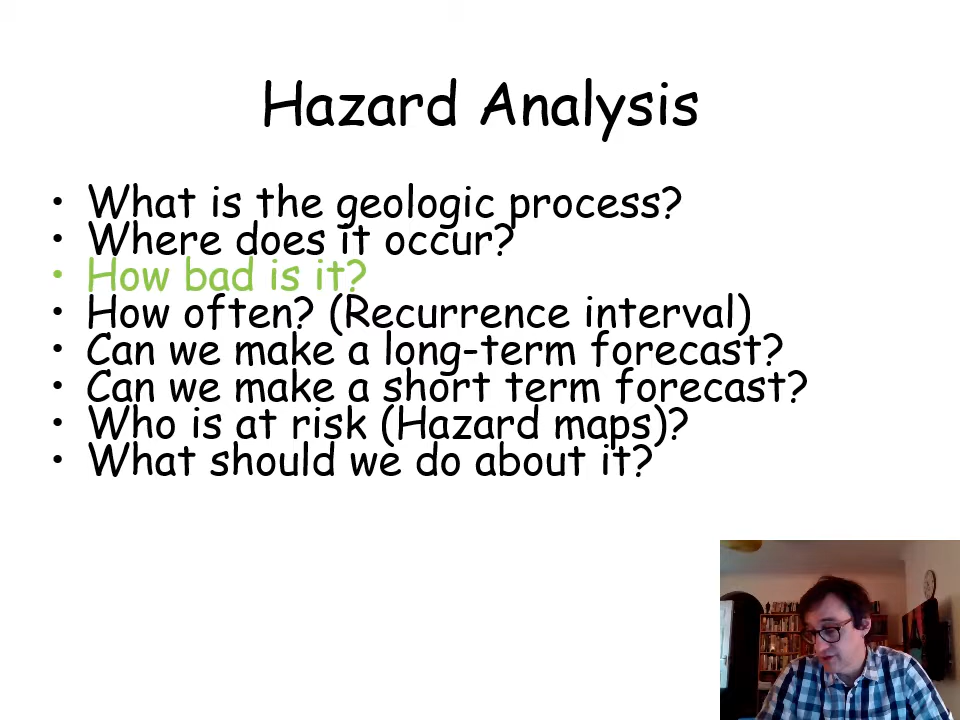 Hazard Analysis
• What is the geologic process?
• Where does it occur?
• How bad is it?
• How often? (Recurrence interval)
• Can we make a long-term forecast?
• Can we make a short term forecast?
• Who is at risk (Hazard maps)?
• What should we do about it?